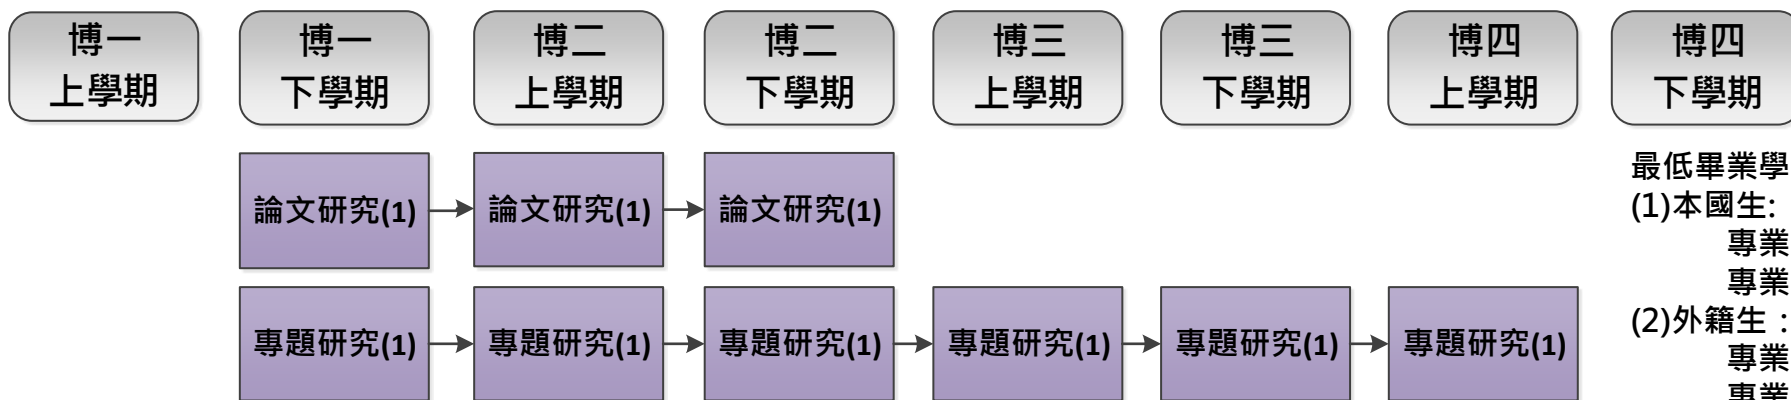 博一
上學期
博一
下學期
博二
上學期
博二
下學期
博三
上學期
博三
下學期
博四
上學期
博四
下學期
論文研究(1)
論文研究(1)
論文研究(1)
專題研究(1)
專題研究(1)
專題研究(1)
專題研究(1)
專題研究(1)
專題研究(1)
最低畢業學
(1)本國生:
專業
專業
(2)外籍生：
專業
專業